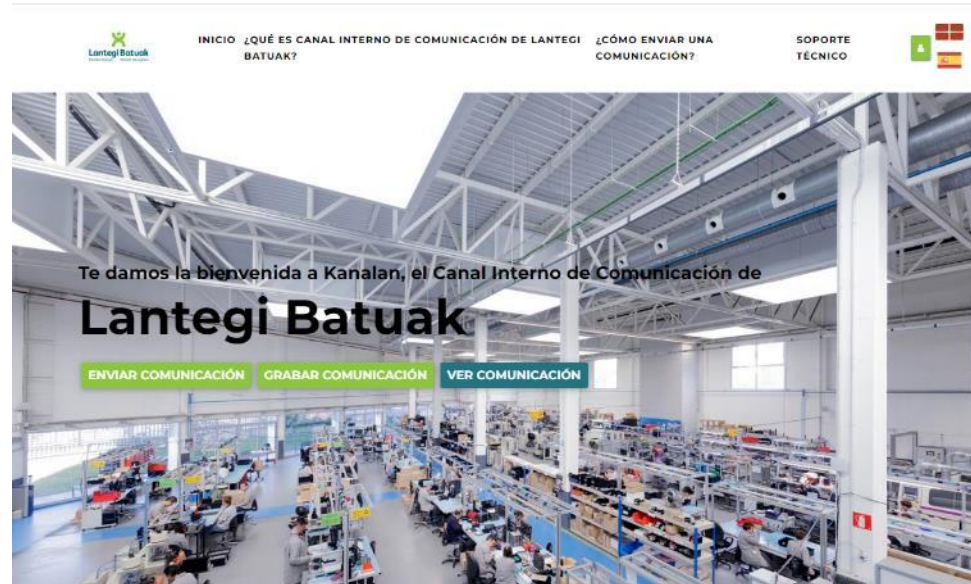 Lantegi Batuak
INICIO
¿QUÉ ES CANAL INTERNO DE COMUNICACIÓN DE LANTEGI
BATUAK?
¿CÓMO ENVIAR UNA
COMUNICACIÓN?
SOPORTE
TÉCNICO
Te damos la bienvenida a Kanalan, el Canal Interno de Comunicación de
Lantegi Batuak
ENVIAR COMUNICACIÓN
GRABAR COMUNICACIÓN
VER COMUNICACIÓN